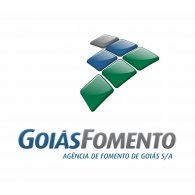 GOIÁSFOMENTO
AGÊNCIA DE FOMENTO DE GOIÁS S/A